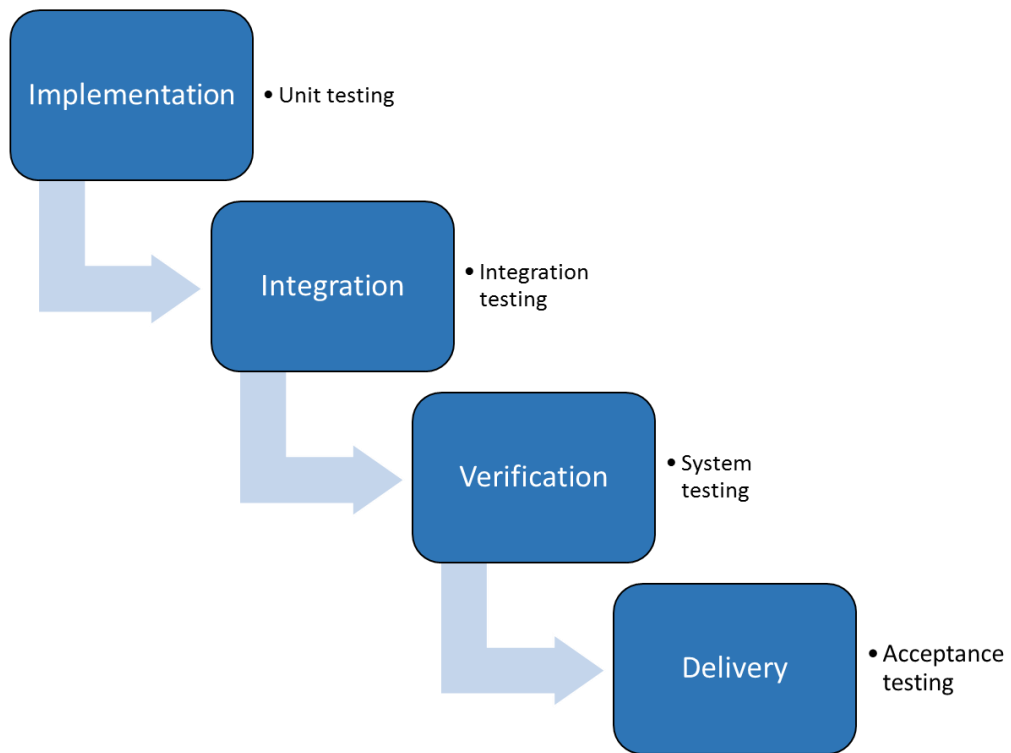 Implementation
• Unit testing
Integration
• Integration
testing
Verification
• System
testing
Delivery
• Acceptance
testing